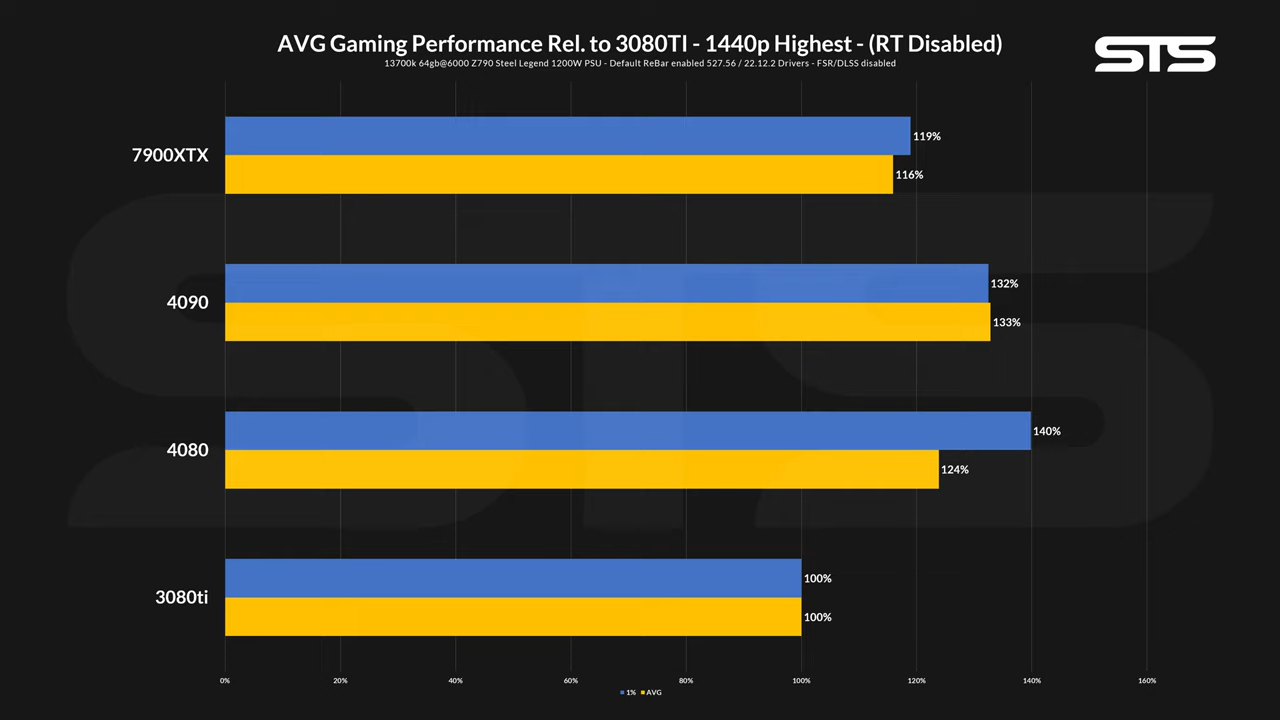 AVG Gaming Performance Rel. to 3080TI - 1440p Highest - (RT Disabled)
13700k 64gb@6000 Z790 Steel Legend 1200W PSU - Default ReBar enabled 527.56 / 22.12.2 Drivers - FSR/DLSS disabled
STS
7900XTX
119%
116%
4090
132%
133%
4080
140%
124%
3080ti
100%
100%
0% 20% 40% 60% 80% 100% 120% 140% 160%
1% AVG